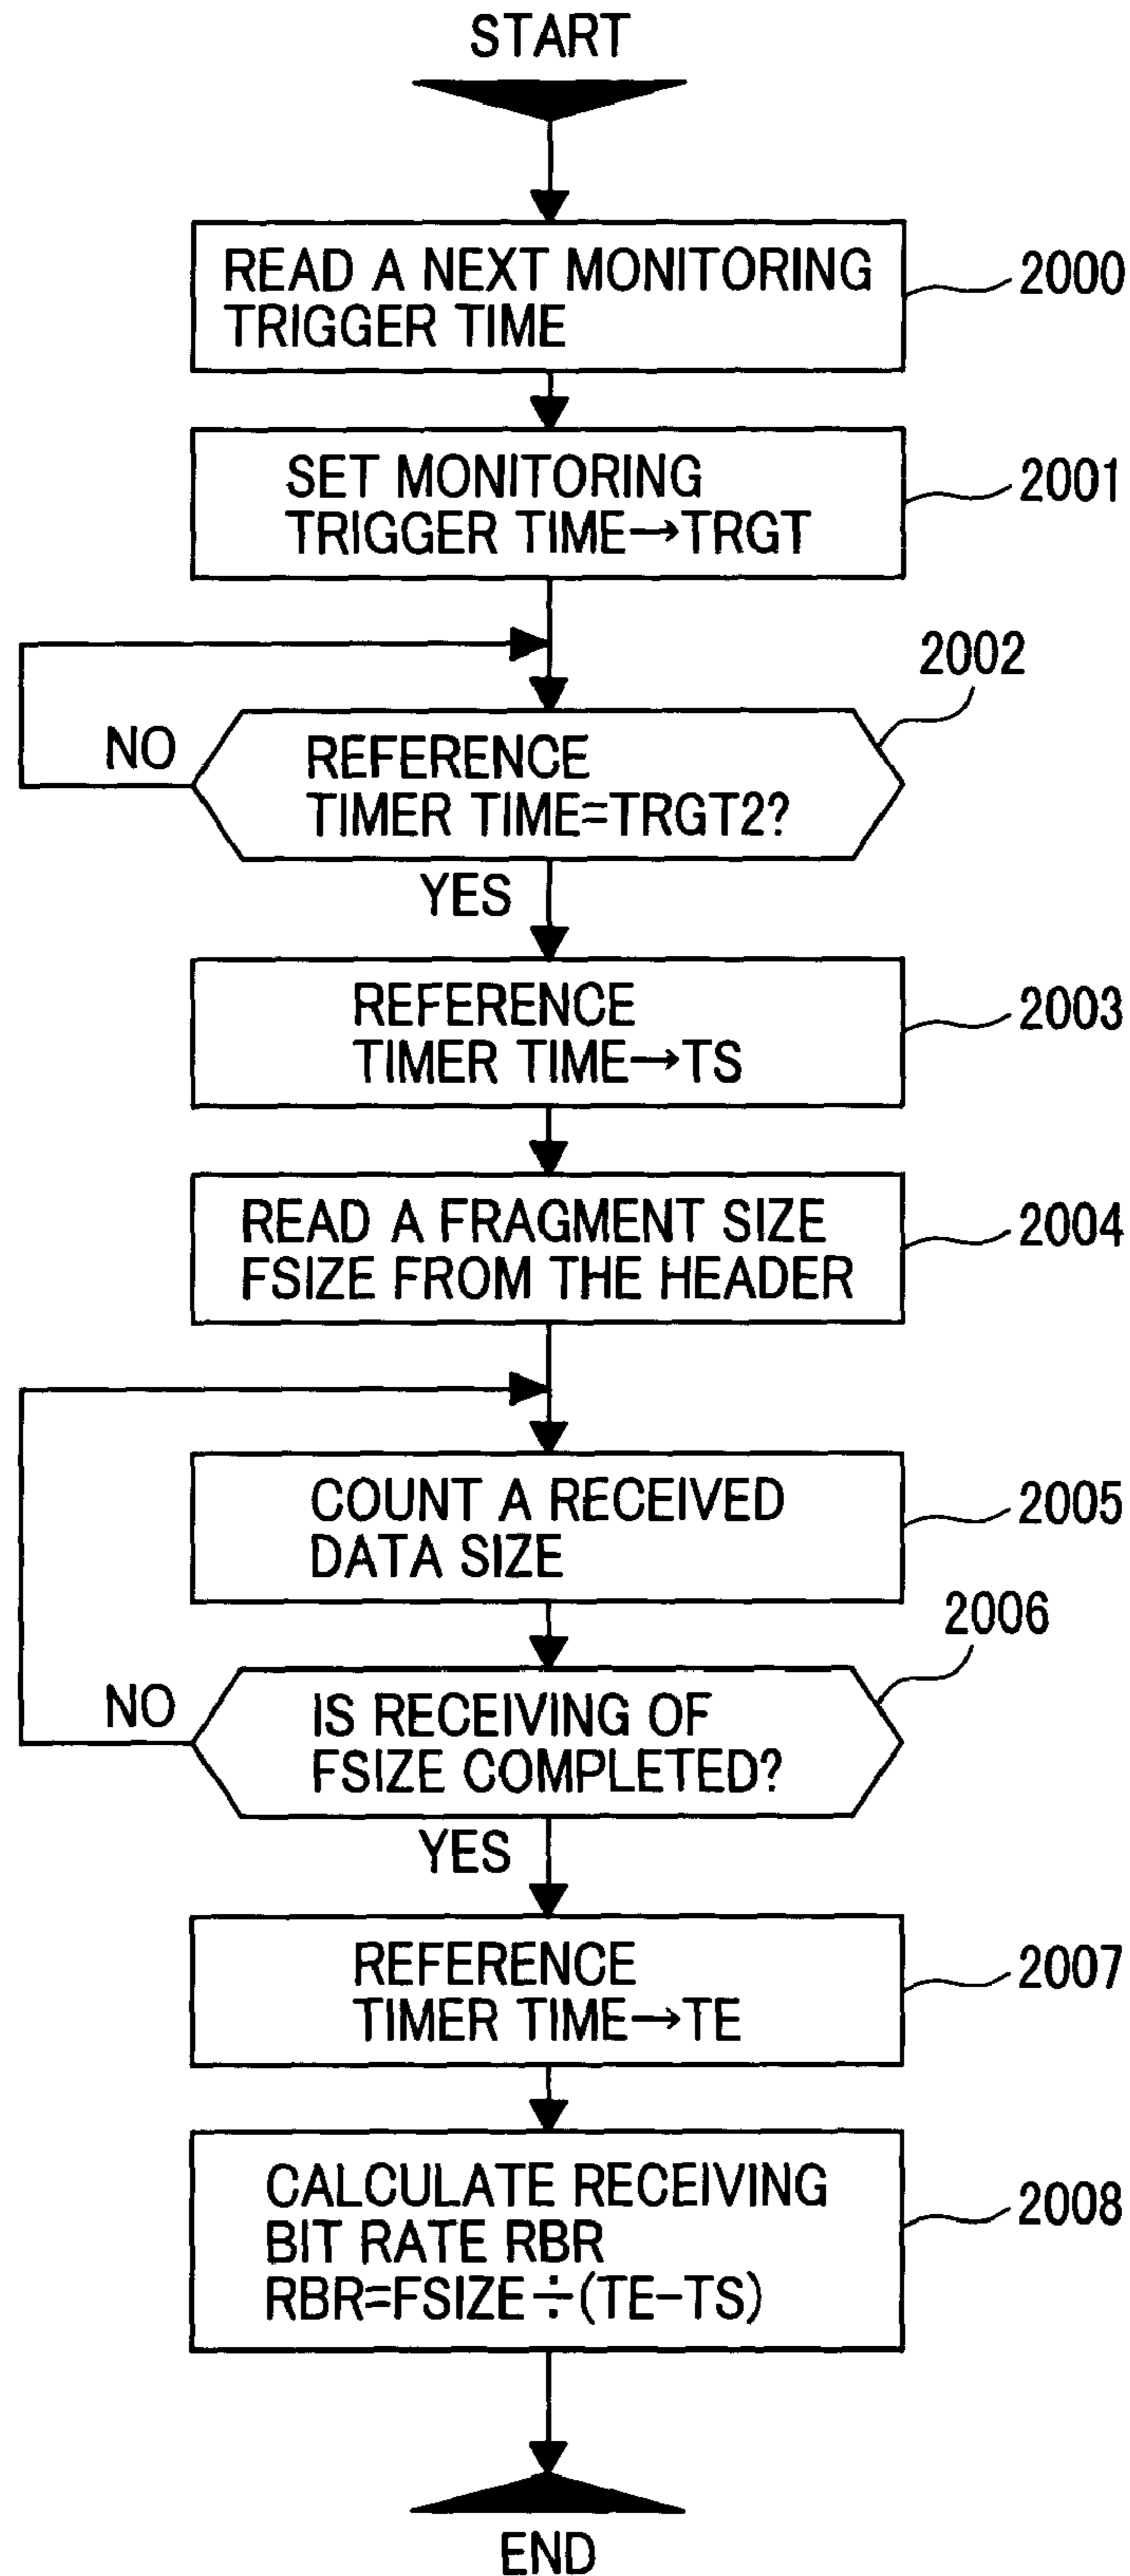 START
READ A NEXT MONITORING
TRIGGER TIME
2000
SET MONITORING
TRIGGER TIME→TRGT
2001
2002
NO
REFERENCE
TIMER TIME=TRGT2?
YES
REFERENCE
TIMER TIME→TS
2003
READ A FRAGMENT SIZE
FSIZE FROM THE HEADER
2004
COUNT A RECEIVED
DATA SIZE
2005
2006
NO
IS RECEIVING OF
FSIZE COMPLETED?
YES
REFERENCE
TIMER TIME→TE
2007
CALCULATE RECEIVING
BIT RATE RBR
RBR=FSIZE÷(TE-TS)
2008
END